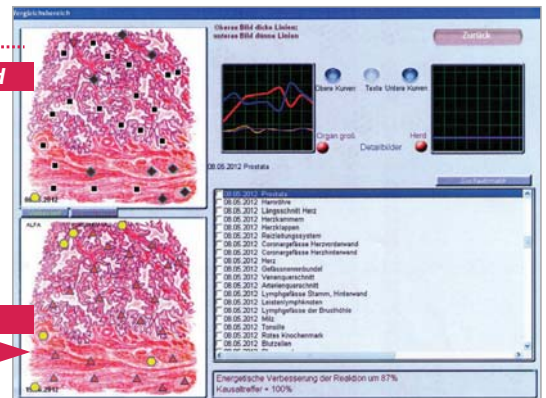 Vergleichsbereich
Oberes Bild dicke Linien;
unteres Bild dünne Linien
Zurück
Obere Kurven
Texte
Untere Kurven
Organ groß
Herd
Detailbilder
08.05.2012 Prostata
08.05.2012 Prostata
08.05.2012 Harnröhre
08.05.2012 Längsschnitt Herz
08.05.2012 Herzkammern
08.05.2012 Herzklappen
08.05.2012 Reizleitungssystem
08.05.2012 Coronargefässe Herzvorderwand
08.05.2012 Coronargefässe Herzhinterwand
08.05.2012 Herz
08.05.2012 Gefässnervenbündel
08.05.2012 Venenquerschnitt
08.05.2012 Arterienquerschnitt
08.05.2012 Lymphgefässe Stamm, Hinterwand
08.05.2012 Leistenlymphknoten
08.05.2012 Lymphgefässe der Brusthöhle
08.05.2012 Milz
08.05.2012 Tonsille
08.05.2012 Rotes Knochenmark
08.05.2012 Blutzellen
ALFA
Energetische Verbesserung der Reaktion um 87%
Kausaltreffer = 100%